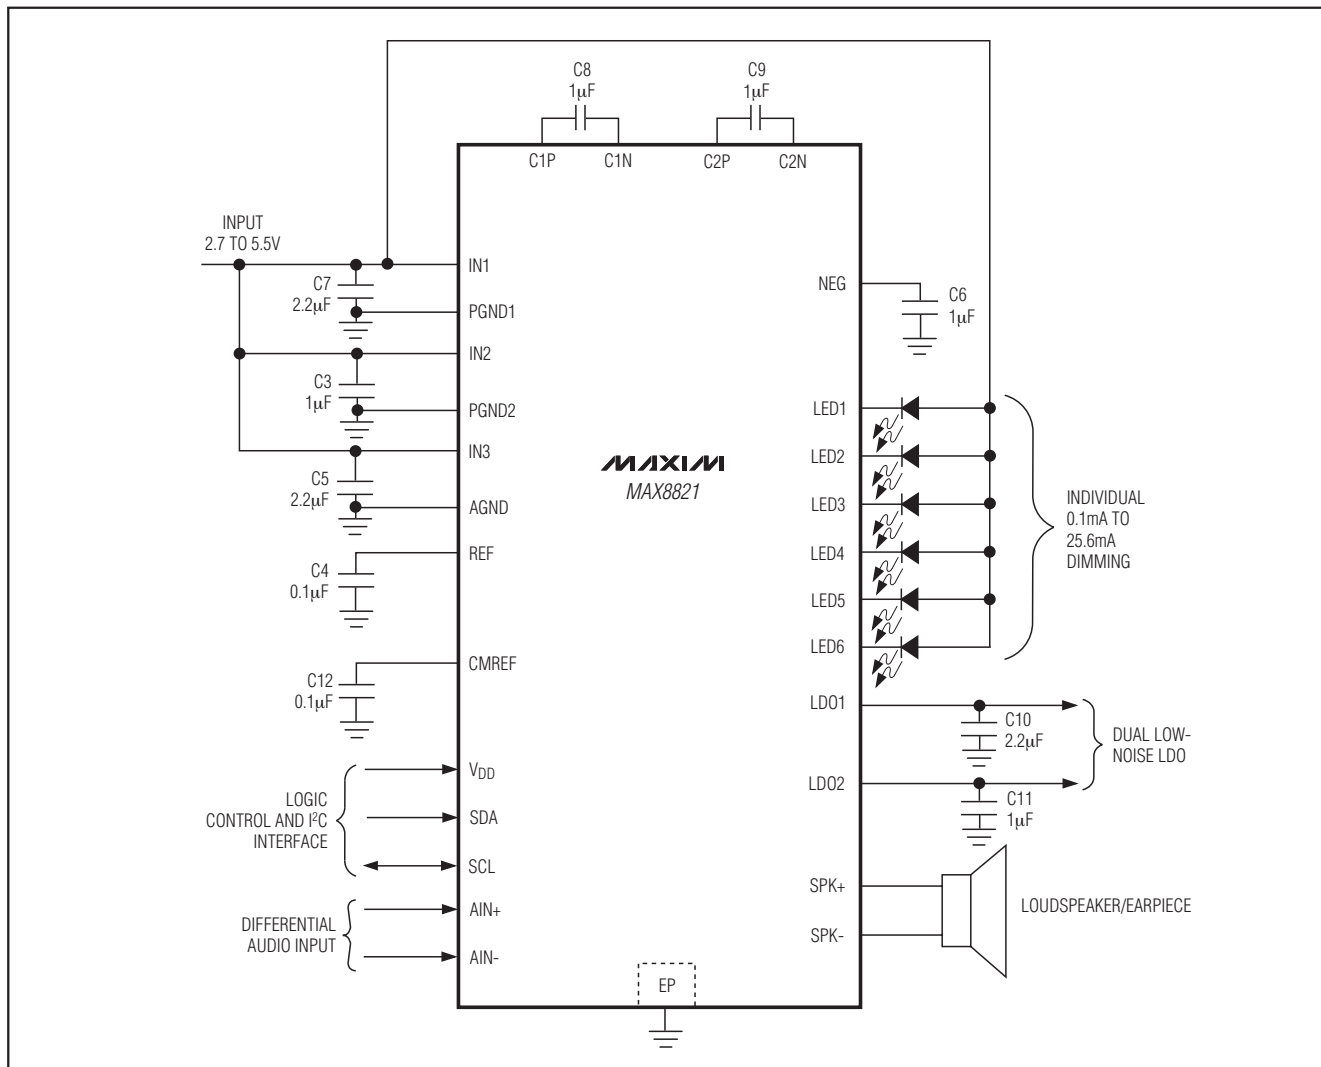 C8
1µF
C9
1µF
C1P
C1N
C2P
C2N
INPUT
2.7 TO 5.5V
IN1
C7
2.2µF
PGND1
IN2
C3
1µF
PGND2
IN3
C5
2.2µF
AGND
REF
C4
0.1µF
CMREF
C12
0.1µF
VDD
LOGIC
CONTROL AND I²C
INTERFACE
SDA
SCL
DIFFERENTIAL
AUDIO INPUT
AIN+
AIN-
MAXIM
MAX8821
EP
NEG
C6
1µF
LED1
LED2
LED3
LED4
LED5
LED6
INDIVIDUAL
0.1mA TO
25.6mA
DIMMING
LDO1
C10
2.2µF
DUAL LOW-
NOISE LDO
LDO2
C11
1µF
SPK+
SPK-
LOUDSPEAKER/EARPIECE